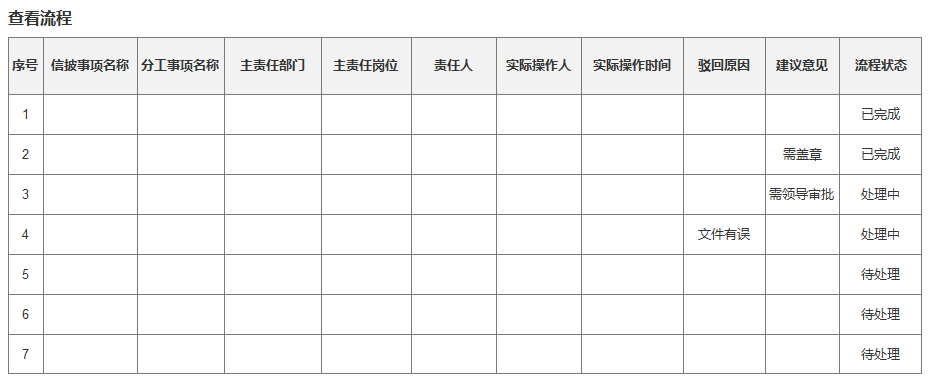 查看流程
序号 信披事项名称 分工事项名称 主责任部门 主责任岗位 责任人 实际操作人 实际操作时间 驳回原因 建议意见 流程状态
1 已完成
2 需盖章 已完成
3 需领导审批 处理中
4 文件有误 处理中
5 待处理
6 待处理
7 待处理